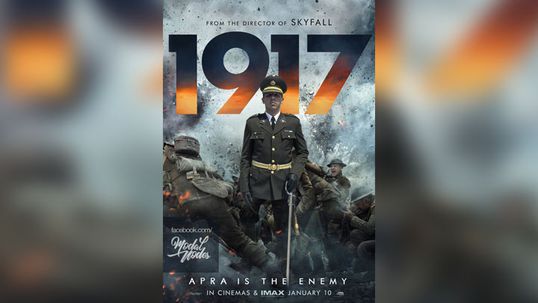 FROM THE DIRECTOR OF SKYFALL
1917
facebook.com/
Modal Nodes
APRA IS THE ENEMY
IN CINEMAS & IMAX JANUARY 10